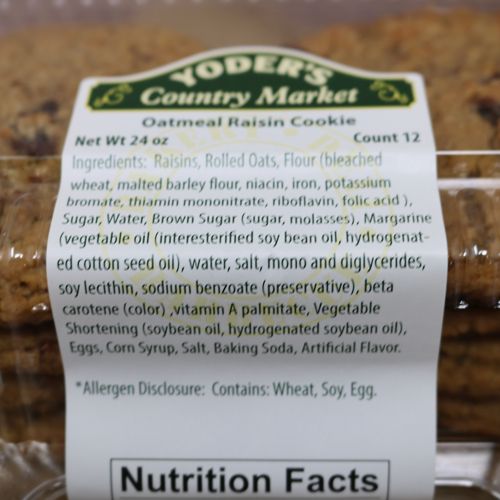 YODER'S
Country Market
Oatmeal Raisin Cookie
Net Wt 24 oz Count 12
Ingredients: Raisins, Rolled Oats, Flour (bleached
wheat, malted barley flour, niacin, iron, potassium
bromate, thiamin mononitrate, riboflavin, folic acid ),
Sugar, Water, Brown Sugar (sugar, molasses), Margarine
(vegetable oil (interesterified soy bean oil, hydrogenat-
ed cotton seed oil), water, salt, mono and diglycerides,
soy lecithin, sodium benzoate (preservative), beta
carotene (color) ,vitamin A palmitate, Vegetable
Shortening (soybean oil, hydrogenated soybean oil),
Eggs, Corn Syrup, Salt, Baking Soda, Artificial Flavor.
*Allergen Disclosure: Contains: Wheat, Soy, Egg.
Nutrition Facts